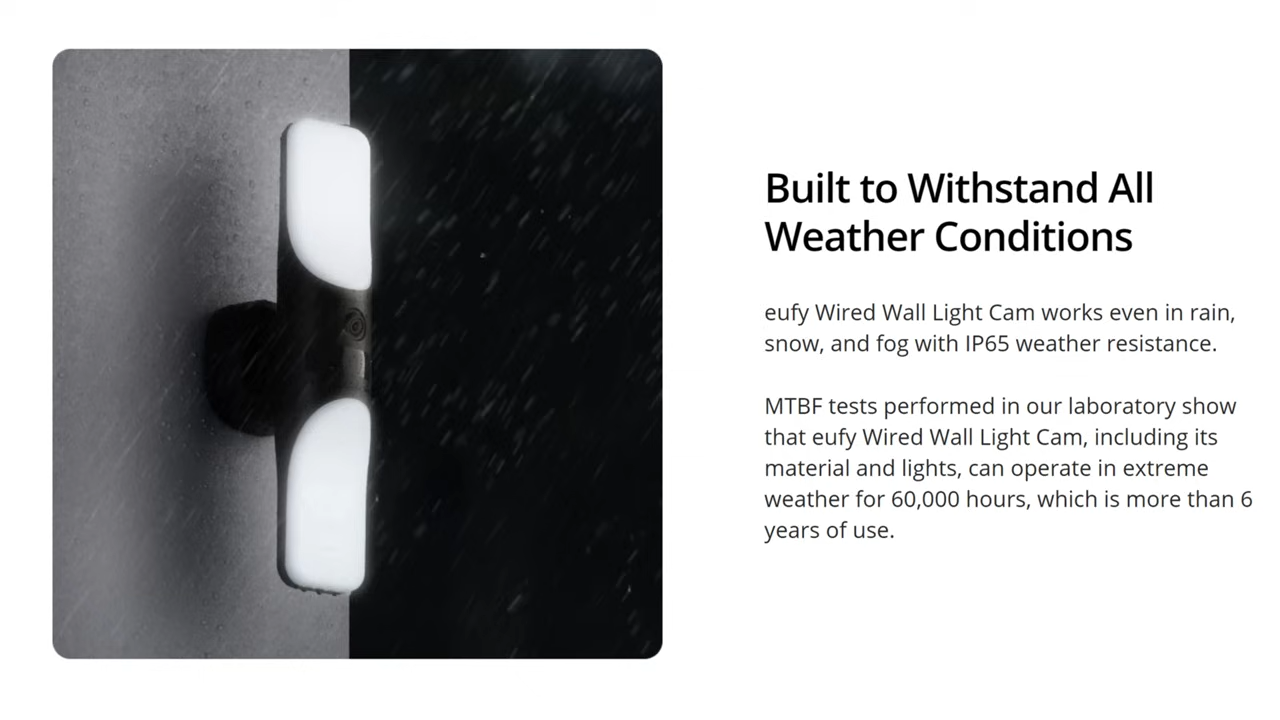 Built to Withstand All
Weather Conditions
eufy Wired Wall Light Cam works even in rain,
snow, and fog with IP65 weather resistance.
MTBF tests performed in our laboratory show
that eufy Wired Wall Light Cam, including its
material and lights, can operate in extreme
weather for 60,000 hours, which is more than 6
years of use.